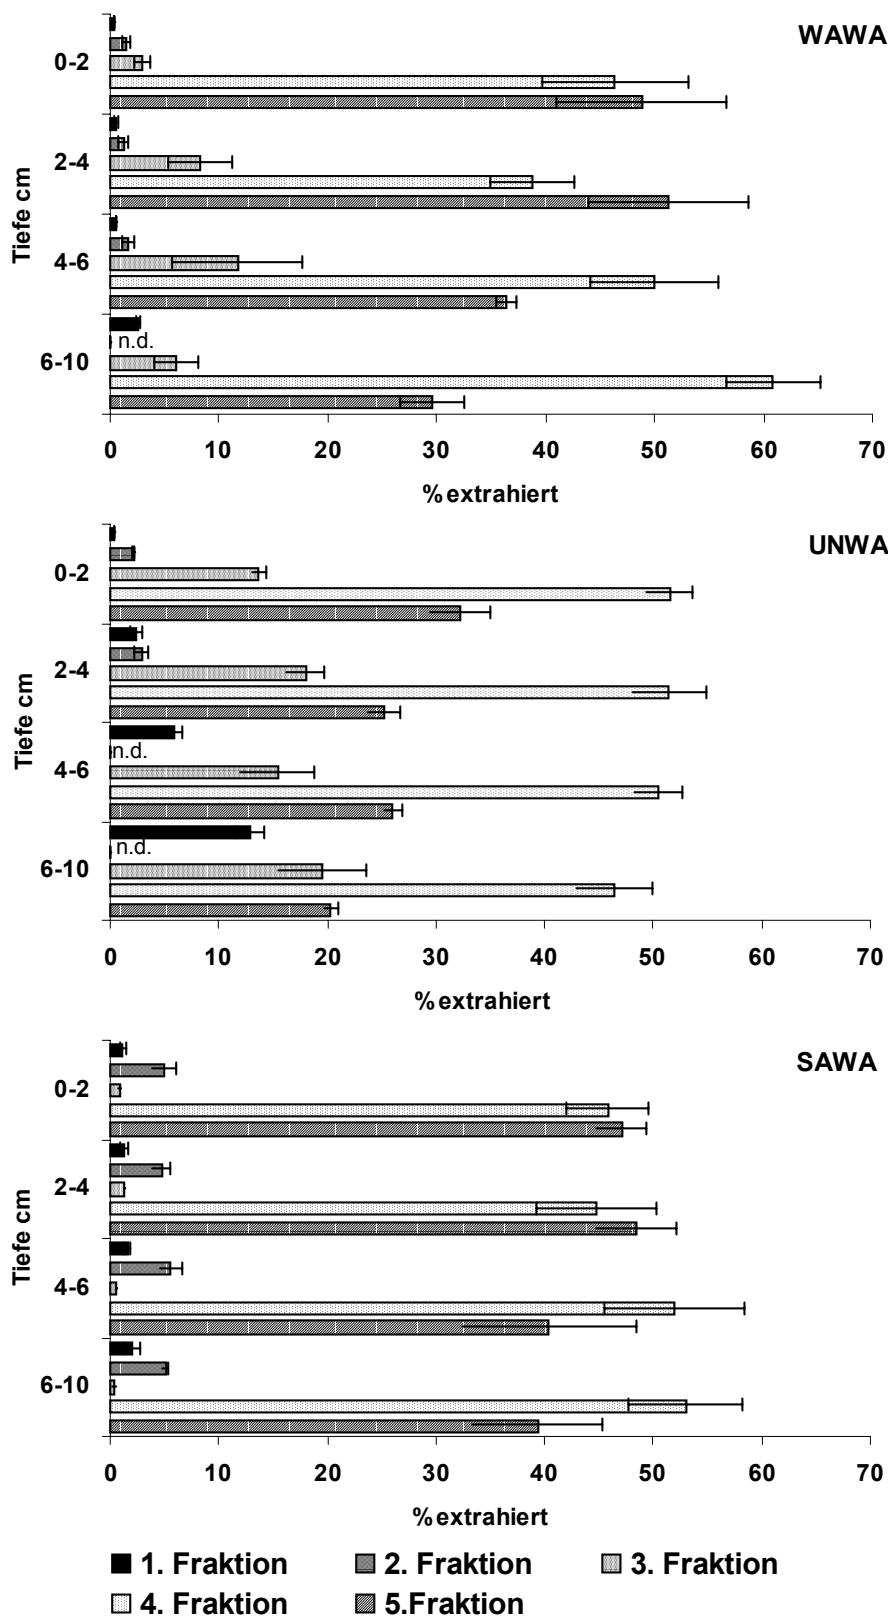 WAWA
0-2
2-4
4-6
n.d.
6-10
Tiefe cm
0 10 20 30 40 50 60 70
% extrahiert
UNWA
0-2
2-4
n.d.
4-6
n.d.
6-10
Tiefe cm
0 10 20 30 40 50 60 70
% extrahiert
SAWA
0-2
2-4
4-6
6-10
Tiefe cm
0 10 20 30 40 50 60 70
% extrahiert
1. Fraktion 2. Fraktion 3. Fraktion
4. Fraktion 5.Fraktion